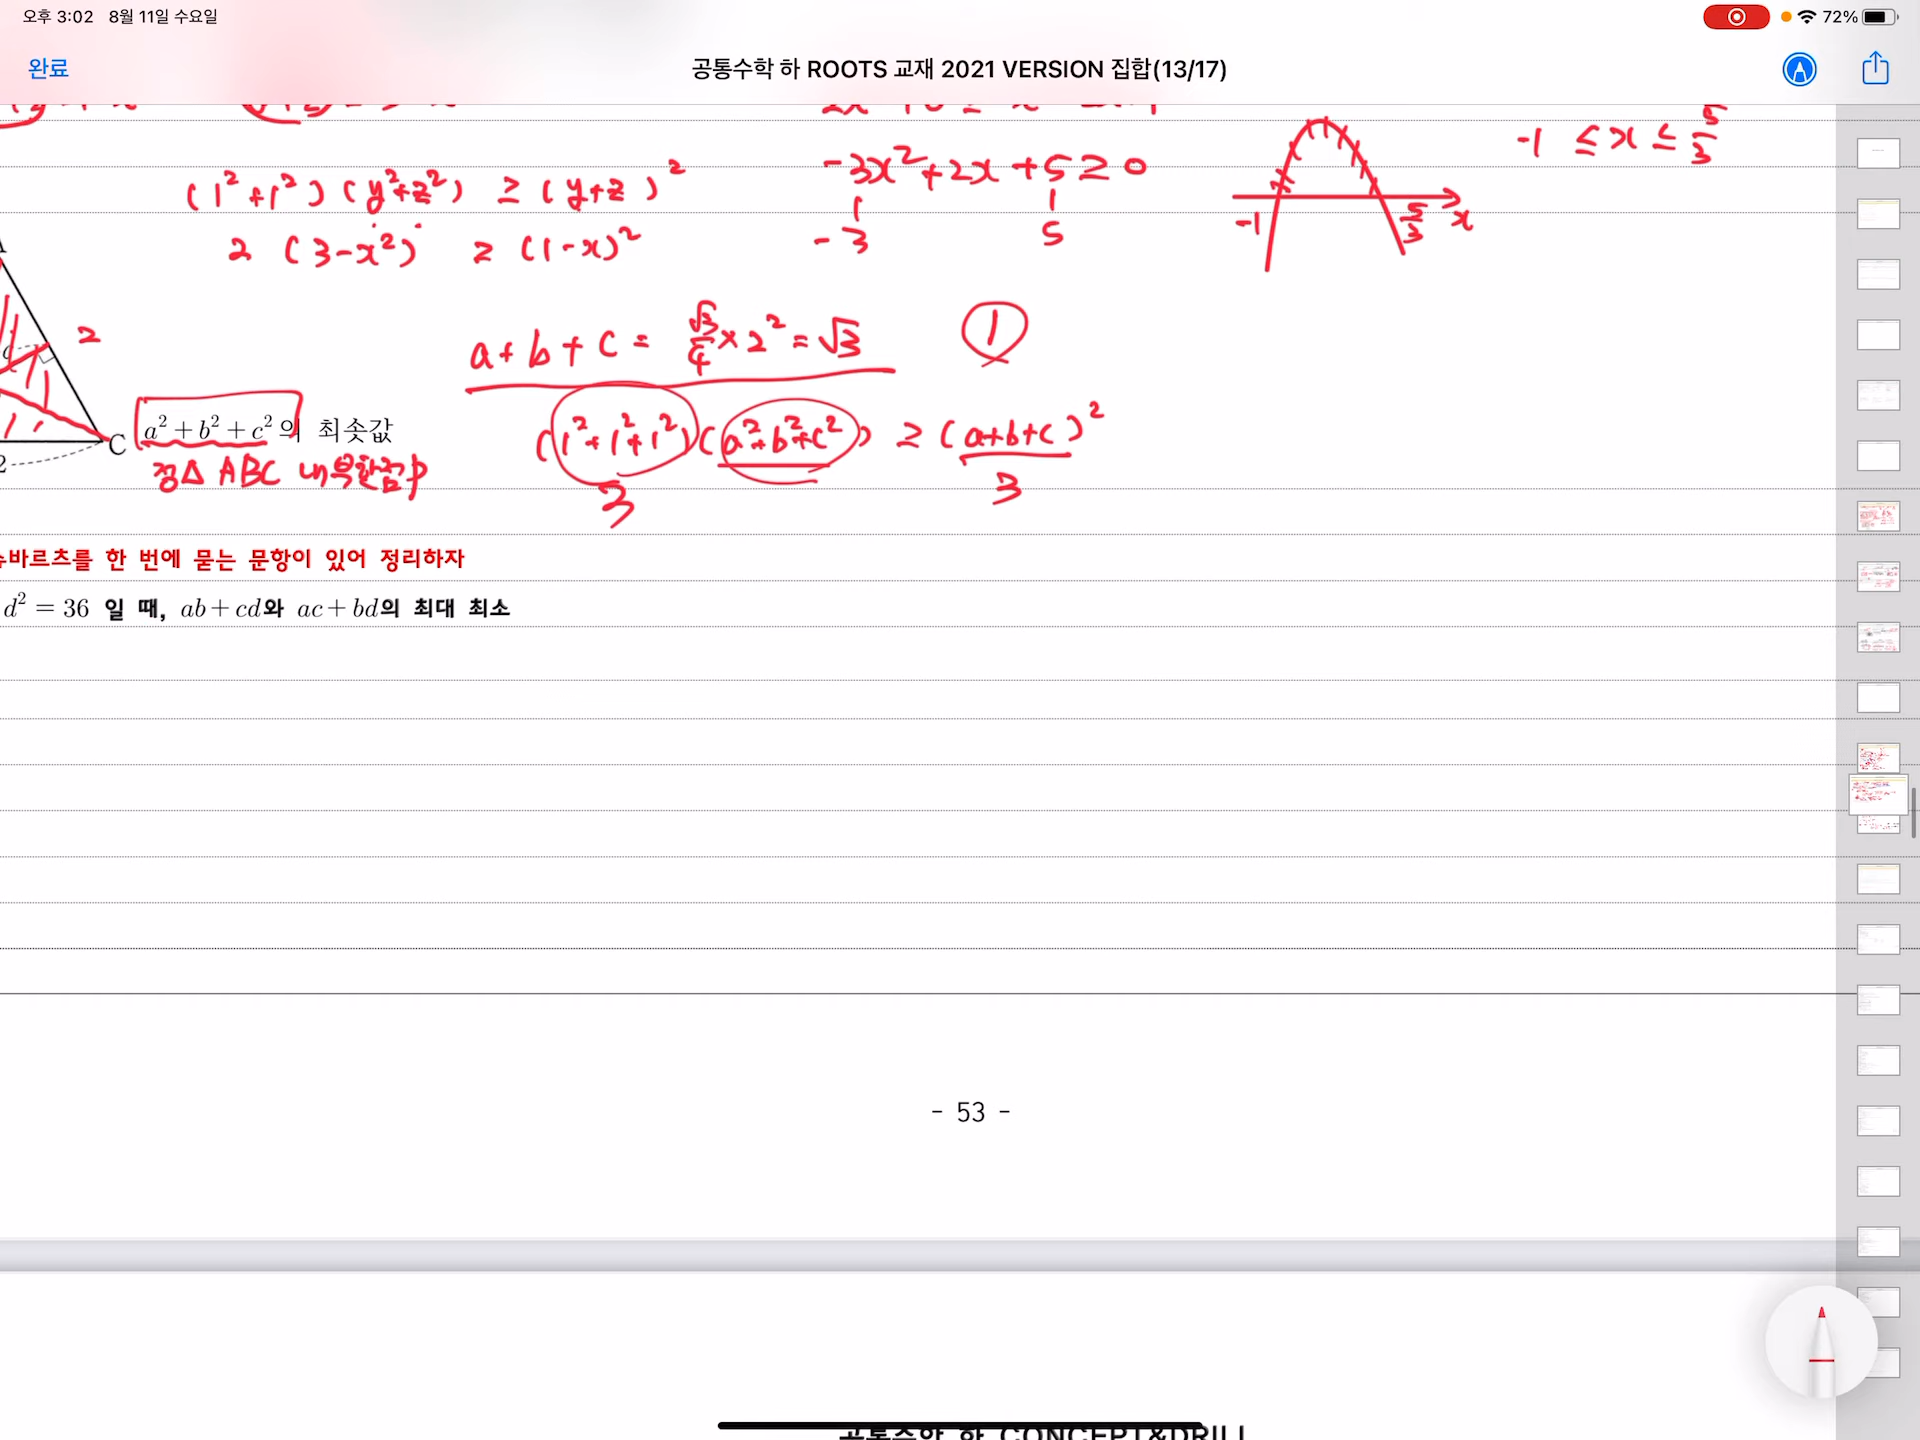 오후 3:02 8월 11일 수요일
72%
완료
공통수학 하 ROOTS 교재 2021 VERSION 집합(13/17)
-1 ≤ x ≤ 5/3
-3x²+2x+5 ≥ 0
1 1
-3 5
-1 5/3 x
(1²+1²)(y²+z²) ≥ (y+z)²
2 (3-x²) ≥ (1-x)²
2
a+b+c = √3/4 × 2² = √3 ①
C a² + b² + c² 의 최솟값
(1²+1²+1²)(a²+b²+c²) ≥ (a+b+c)²
2
정△ ABC 내부한점P
3 3
바르츠를 한 번에 묻는 문항이 있어 정리하자
d² = 36 일 때, ab+cd와 ac+bd의 최대 최소
- 53 -